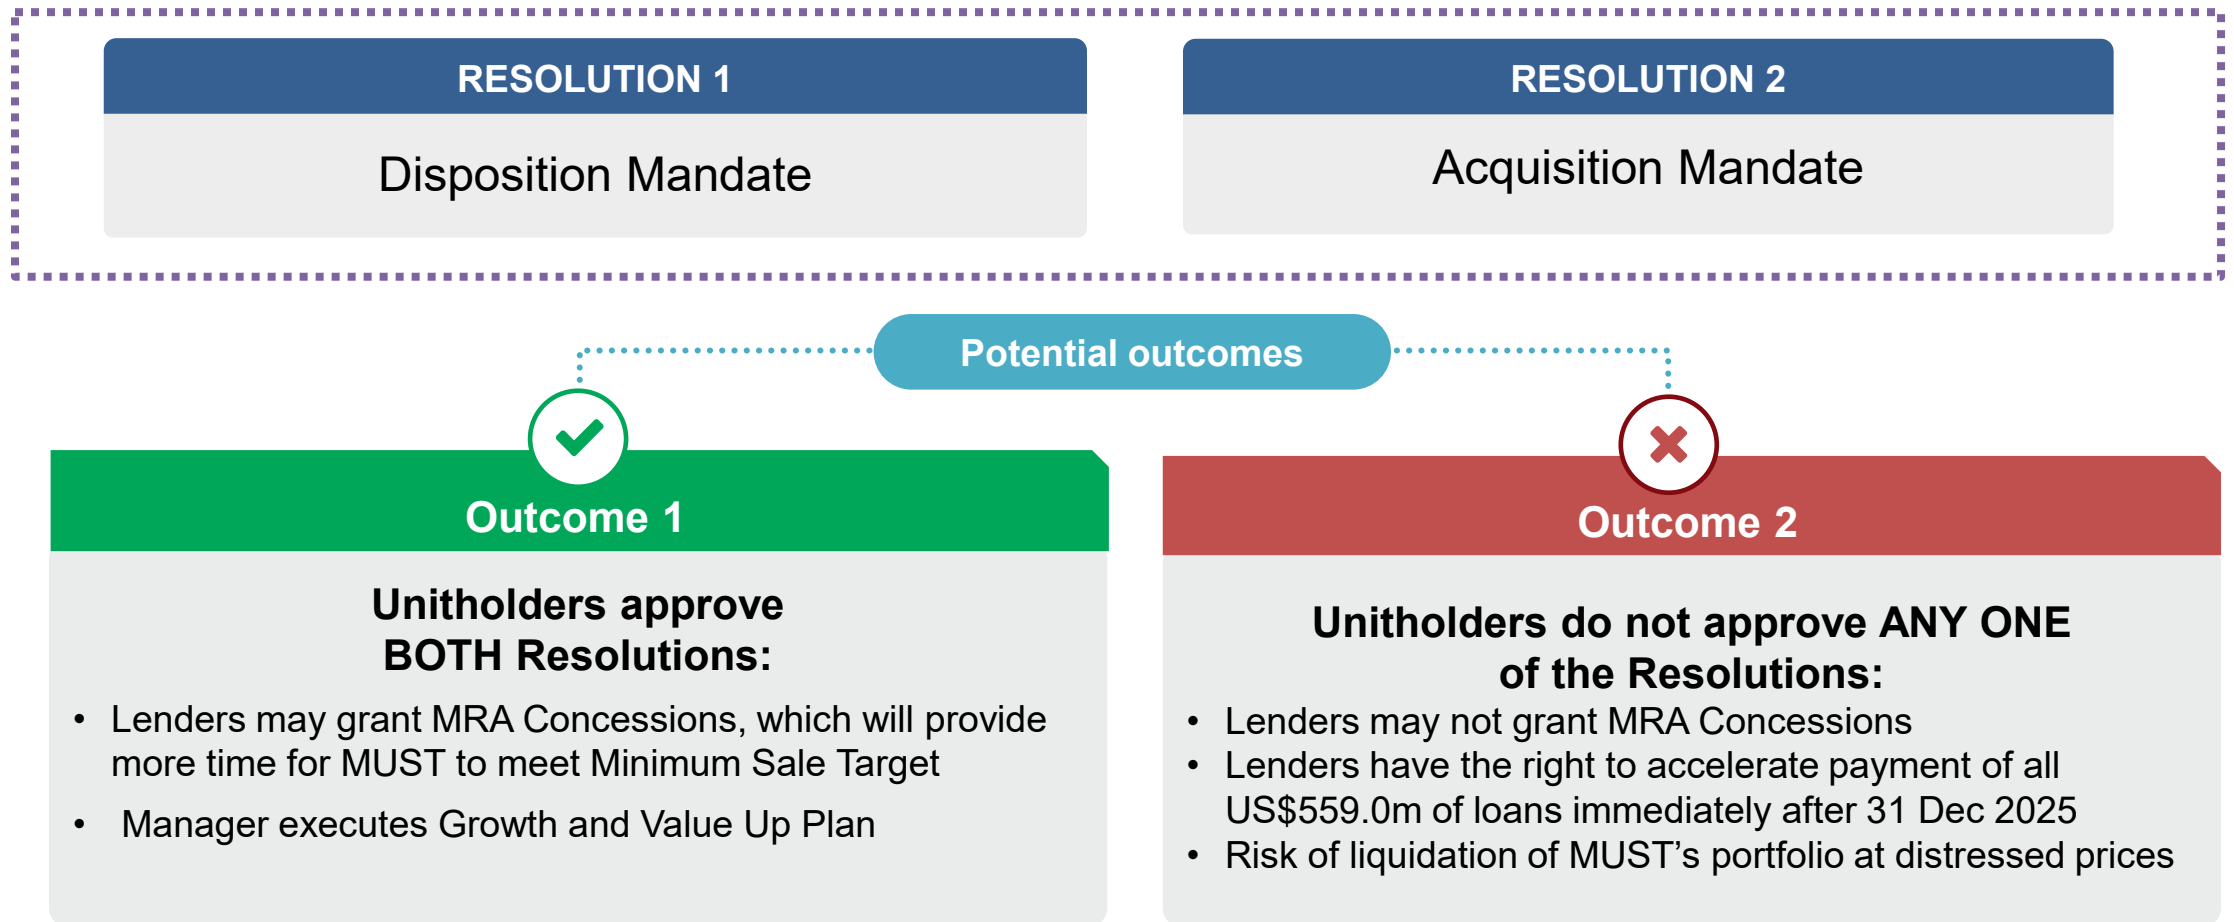 RESOLUTION 1
Disposition Mandate
RESOLUTION 2
Acquisition Mandate
Potential outcomes
Outcome 1
Unitholders approve
BOTH Resolutions:
• Lenders may grant MRA Concessions, which will provide
more time for MUST to meet Minimum Sale Target
• Manager executes Growth and Value Up Plan
Outcome 2
Unitholders do not approve ANY ONE
of the Resolutions:
• Lenders may not grant MRA Concessions
• Lenders have the right to accelerate payment of all
US$559.0m of loans immediately after 31 Dec 2025
• Risk of liquidation of MUST’s portfolio at distressed prices